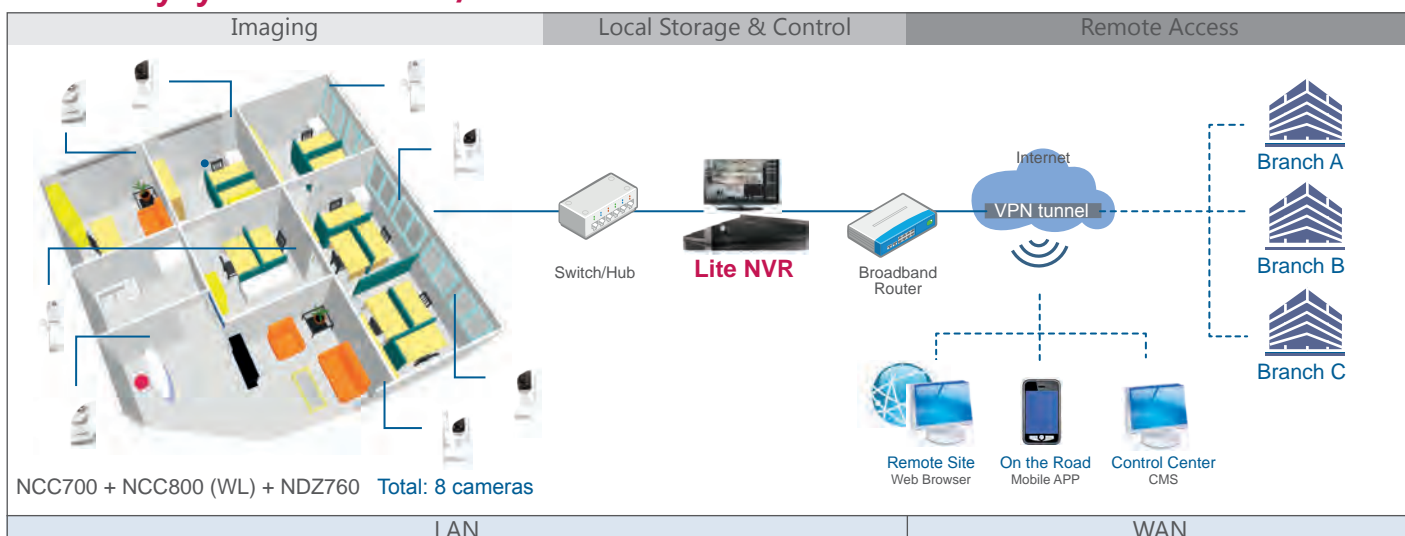 Imaging
Local Storage & Control
Remote Access
Internet
VPN tunnel
Branch A
Branch B
Branch C
Switch/Hub
Lite NVR
Broadband
Router
Remote Site
Web Browser
On the Road
Mobile APP
Control Center
CMS
NCC700 + NCC800 (WL) + NDZ760 Total: 8 cameras
LAN
WAN